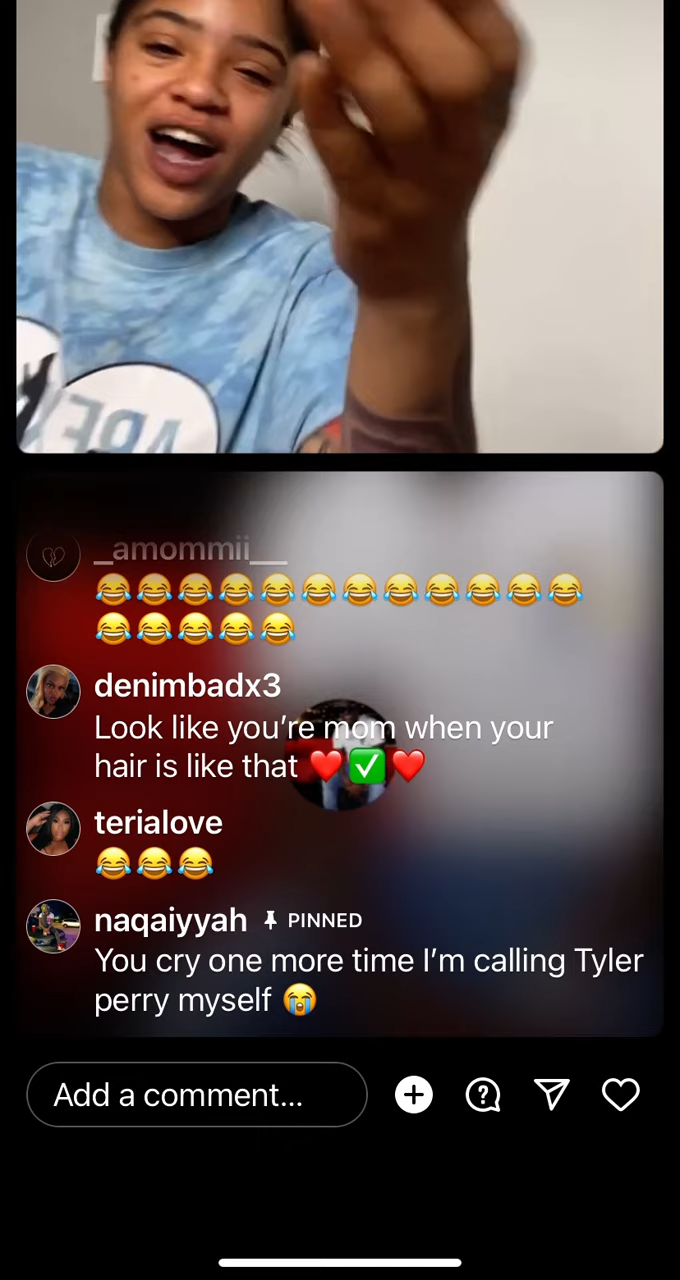 __amommii__
😂😂😂😂😂😂😂😂😂😂😂😂
😂😂😂😂😂
denimbadx3
Look like you’re mom when your
hair is like that ❤️✅❤️
terialove
😂😂😂
naqaiyyah PINNED
You cry one more time I’m calling Tyler
perry myself 😭
Add a comment...